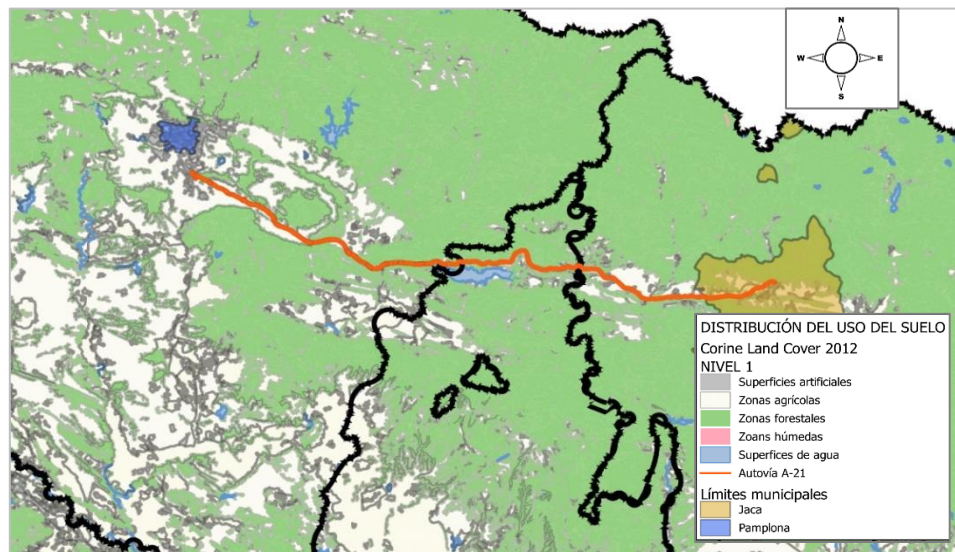 N
W E
S
DISTRIBUCIÓN DEL USO DEL SUELO
Corine Land Cover 2012
NIVEL 1
Superficies artificiales
Zonas agrícolas
Zonas forestales
Zoans húmedas
Superfices de agua
Autovía A-21
Límites municipales
Jaca
Pamplona